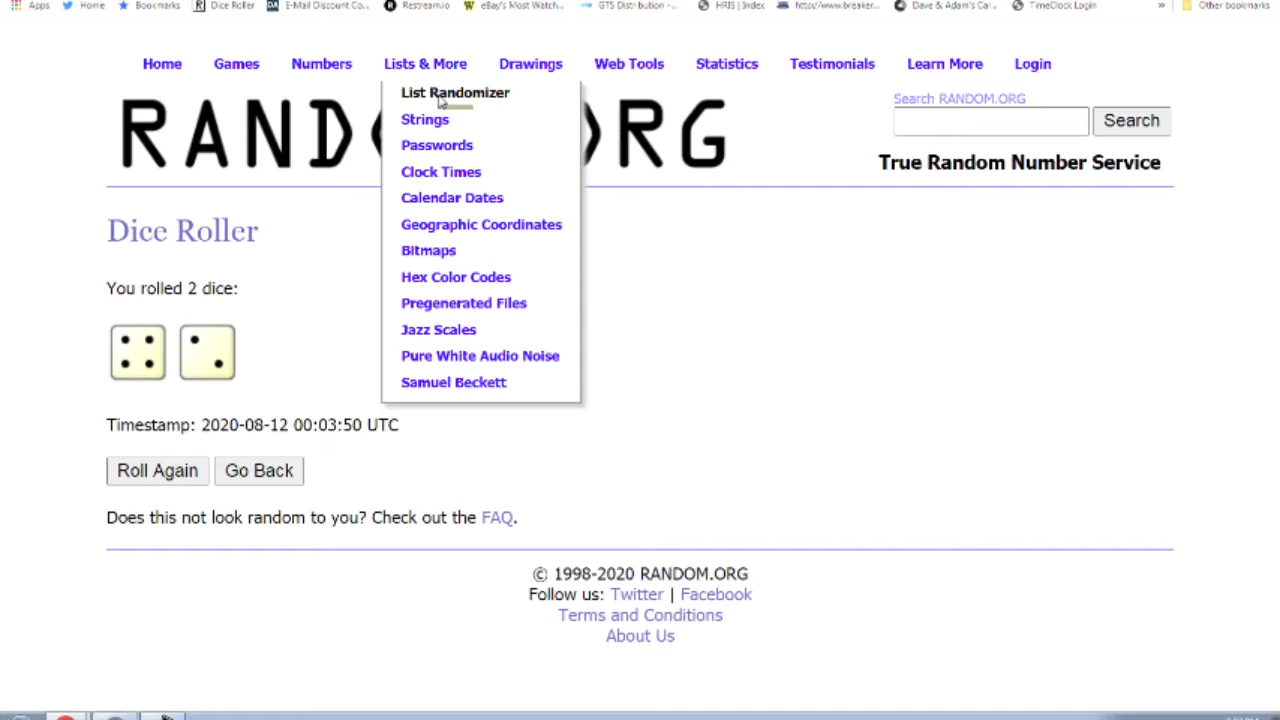 Apps Home Bookmarks Dice Roller E-Mail Discount Co... Restream.io eBay's Most Watch... GTS Distribution -... HRIS | Index http://www.breaker... Dave & Adam's Car... TimeClock Login » Other bookmarks
Home Games Numbers Lists & More Drawings Web Tools Statistics Testimonials Learn More Login
List Randomizer
Strings
Passwords
Clock Times
Calendar Dates
Geographic Coordinates
Bitmaps
Hex Color Codes
Pregenerated Files
Jazz Scales
Pure White Audio Noise
Samuel Beckett
Search RANDOM.ORG
Search
True Random Number Service
Dice Roller
You rolled 2 dice:
Timestamp: 2020-08-12 00:03:50 UTC
Roll Again Go Back
Does this not look random to you? Check out the FAQ.
© 1998-2020 RANDOM.ORG
Follow us: Twitter | Facebook
Terms and Conditions
About Us